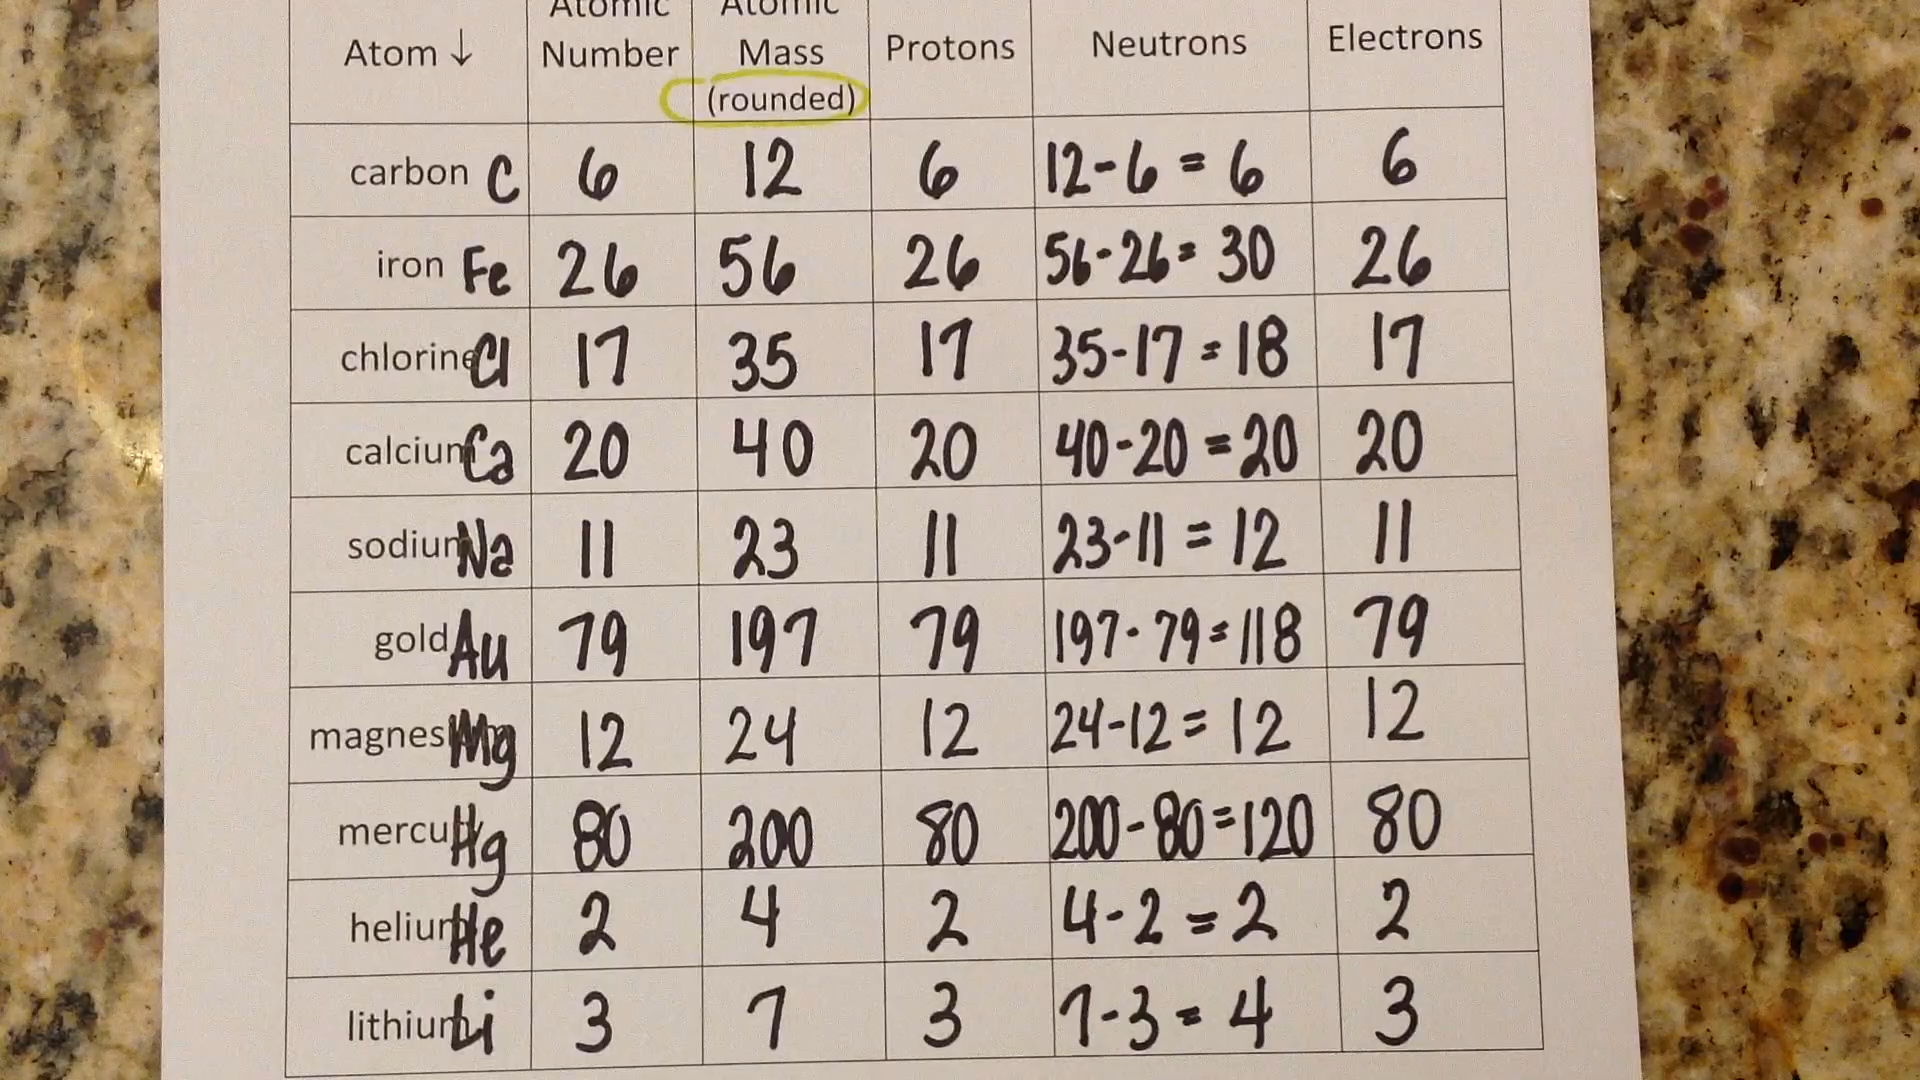 Atom ↓ Atomic Number Atomic Mass (rounded) Protons Neutrons Electrons
carbon C 6 12 6 12-6 = 6 6
iron Fe 26 56 26 56-26= 30 26
chlorine Cl 17 35 17 35-17 = 18 17
calcium Ca 20 40 20 40-20 = 20 20
sodium Na 11 23 11 23-11 = 12 11
gold Au 79 197 79 197-79=118 79
magnes Mg 12 24 12 24-12 = 12 12
mercu Hg 80 200 80 200-80=120 80
helium He 2 4 2 4-2 = 2 2
lithium Li 3 7 3 7-3 = 4 3